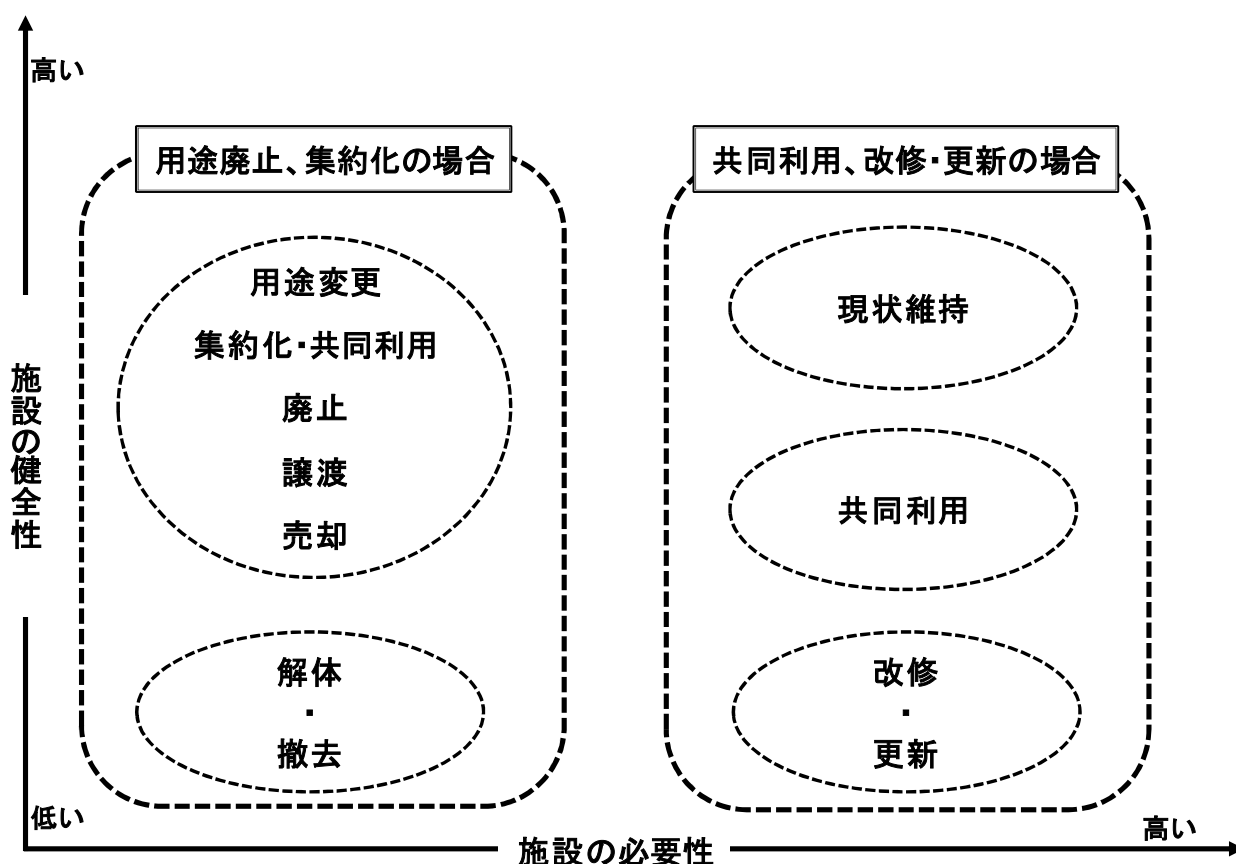 高い
用途廃止、集約化の場合
用途変更
集約化・共同利用
廃止
譲渡
売却
解体
・
撤去
共同利用、改修・更新の場合
現状維持
共同利用
改修
・
更新
施設の健全性
低い
施設の必要性
高い